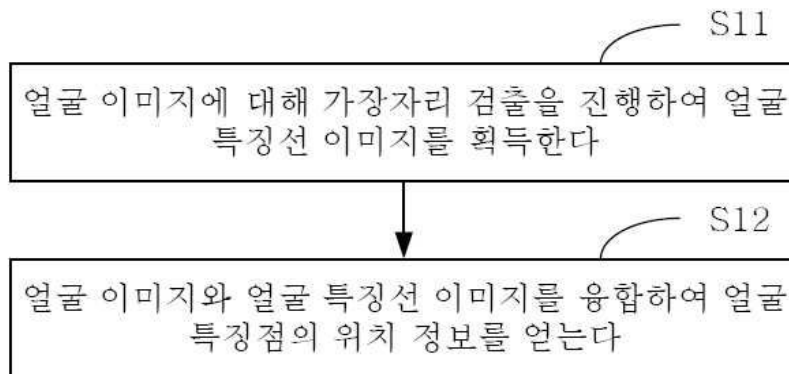 S11
얼굴 이미지에 대해 가장자리 검출을 진행하여 얼굴
특징선 이미지를 획득한다
S12
얼굴 이미지와 얼굴 특징선 이미지를 융합하여 얼굴
특징점의 위치 정보를 얻는다